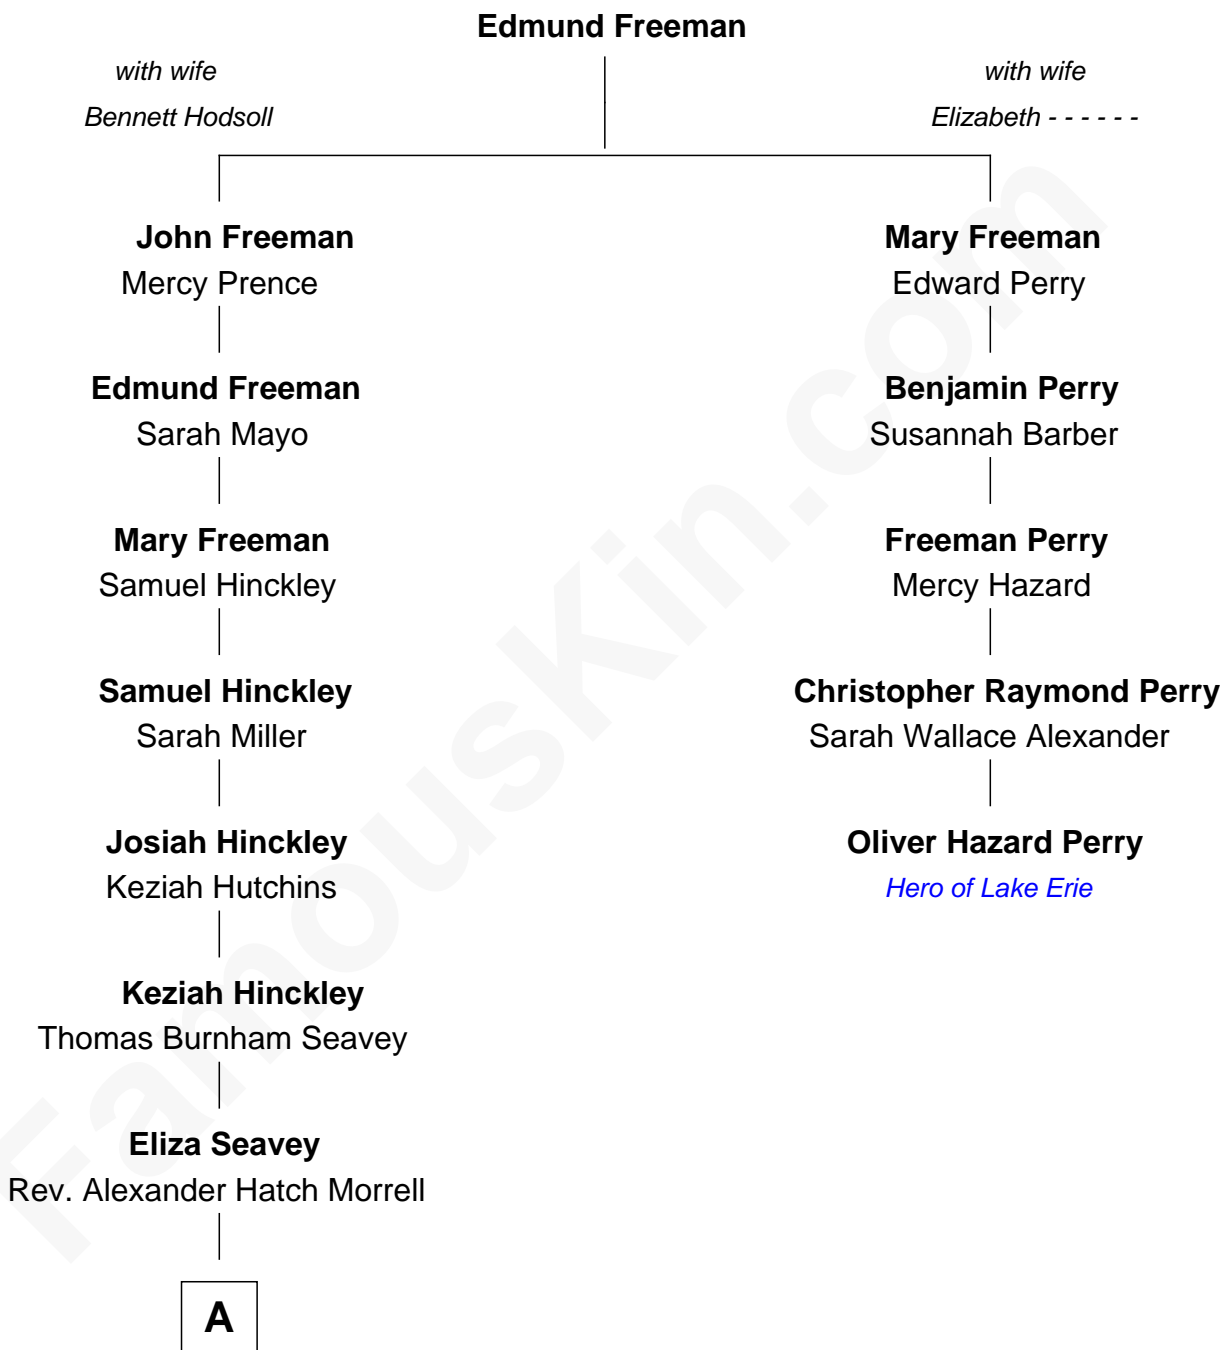 Edmund Freeman
with wife
Bennett Hodsoll
with wife
Elizabeth - - - - - -
John Freeman
Mercy Prence
Mary Freeman
Edward Perry
Edmund Freeman
Sarah Mayo
Benjamin Perry
Susannah Barber
Mary Freeman
Samuel Hinckley
Freeman Perry
Mercy Hazard
Samuel Hinckley
Sarah Miller
Christopher Raymond Perry
Sarah Wallace Alexander
Josiah Hinckley
Keziah Hutchins
Oliver Hazard Perry
Hero of Lake Erie
Keziah Hinckley
Thomas Burnham Seavey
Eliza Seavey
Rev. Alexander Hatch Morrell
A
FamousKin.com